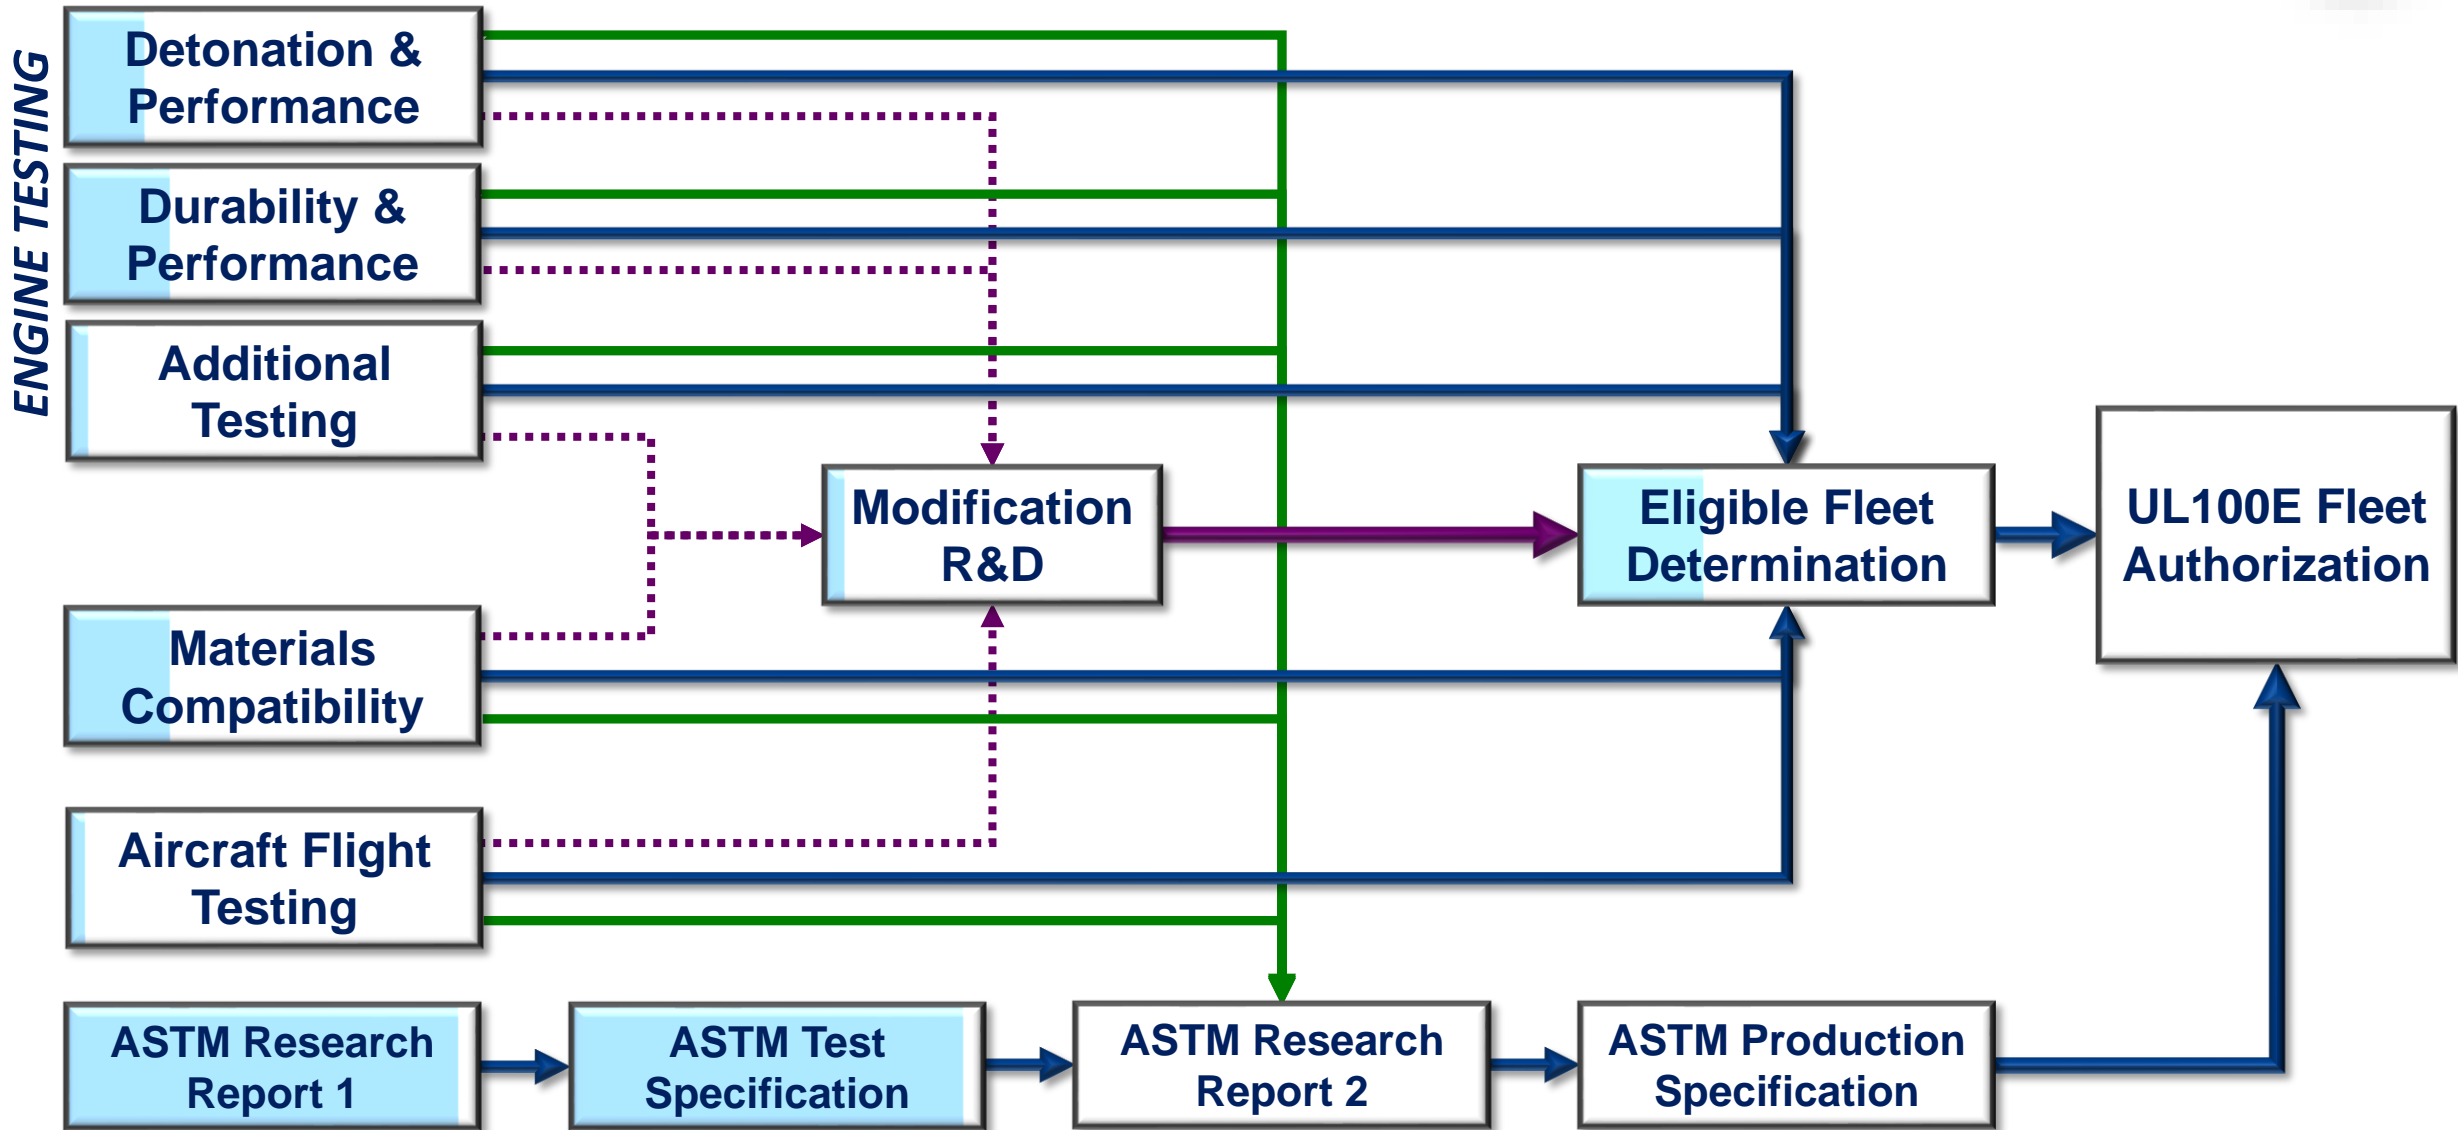 ENGINE TESTING
Detonation &
Performance
Durability &
Performance
Additional
Testing
Modification
R&D
Eligible Fleet
Determination
UL100E Fleet
Authorization
Materials
Compatibility
Aircraft Flight
Testing
ASTM Research
Report 1
ASTM Test
Specification
ASTM Research
Report 2
ASTM Production
Specification